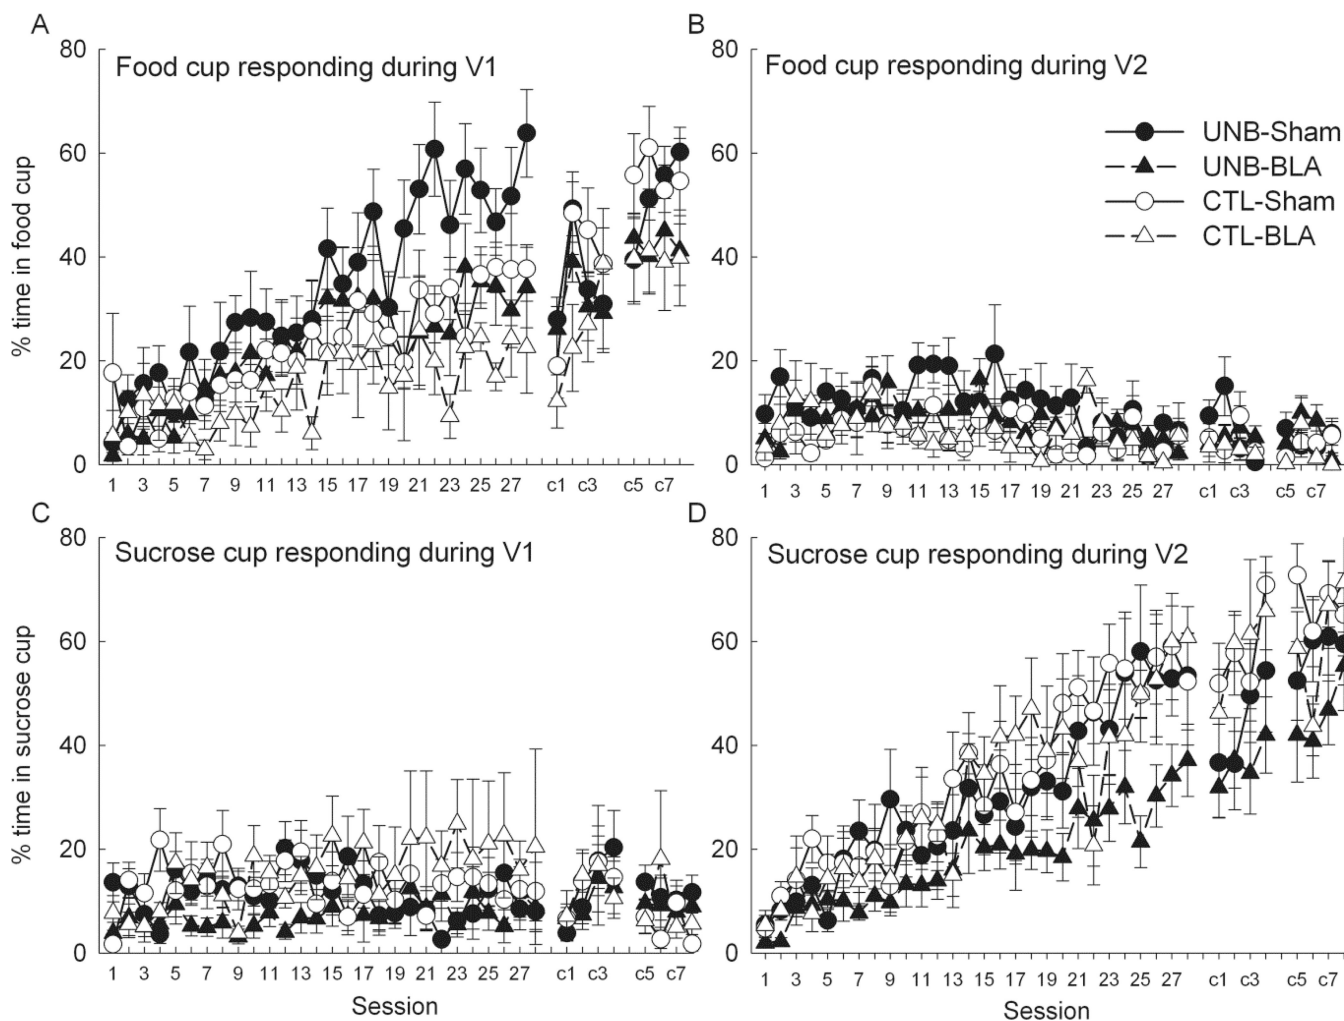 A
B
80
60
40
20
0
% time in food cup
Food cup responding during V1
1 3 5 7 9 11 13 15 17 19 21 23 25 27 c1 c3 c5 c7
80
60
40
20
0
Food cup responding during V2
UNB-Sham
UNB-BLA
CTL-Sham
CTL-BLA
1 3 5 7 9 11 13 15 17 19 21 23 25 27 c1 c3 c5 c7
C
D
80
60
40
20
0
% time in sucrose cup
Sucrose cup responding during V1
1 3 5 7 9 11 13 15 17 19 21 23 25 27 c1 c3 c5 c7
Session
80
60
40
20
0
Sucrose cup responding during V2
1 3 5 7 9 11 13 15 17 19 21 23 25 27 c1 c3 c5 c7
Session